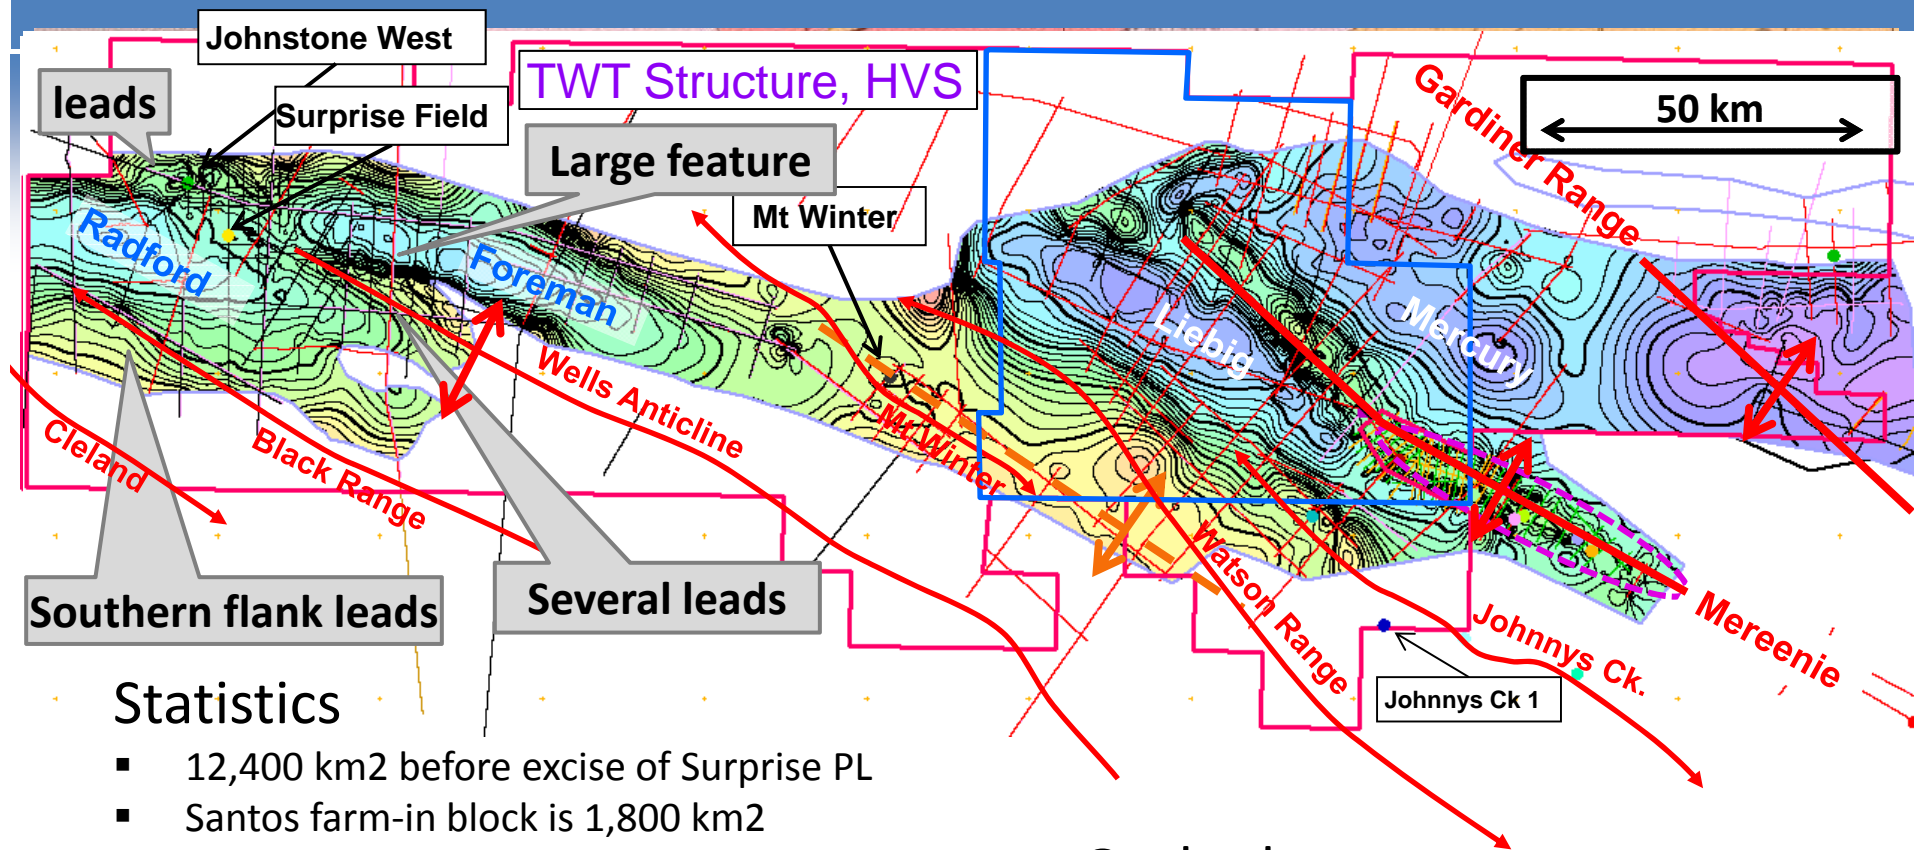 Johnstone West
TWT Structure, HVS
Gardiner Range
leads
Surprise Field
50 km
Large feature
Mt Winter
Radford
Foreman
Liebig
Mercury
Wells Anticline
Mt Winter
Cleland
Black Range
Watson Range
Southern flank leads
Several leads
Johnnys Ck.
Mereenie
Johnnys Ck 1
Statistics
▪ 12,400 km2 before excise of Surprise PL
▪ Santos farm-in block is 1,800 km2